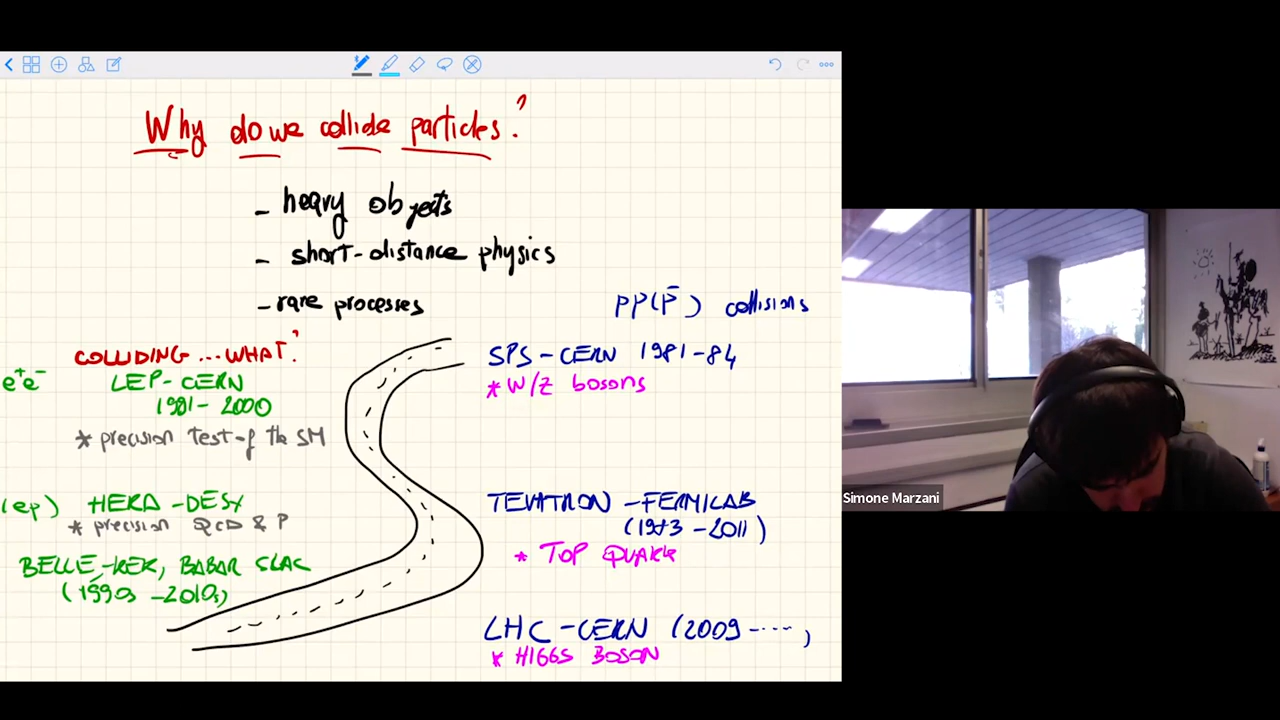 Why do we collide particles?
- heavy objects
- short-distance physics
- rare processes
PP(P̄) collisions
COLLIDING ...WHAT?
e⁺e⁻ LEP-CERN
1981-2000
* precision test of the SM
SPS-CERN 1981-84
* W/Z bosons
(ep) HERA-DESY
* precision QCD & P
BELLE-KEK, BABAR SLAC
(1990s-2010s)
TEVATRON-FERMILAB
(1983-2011)
* TOP QUARK
LHC-CERN (2009-....,
* HIGGS BOSON
Simone Marzani